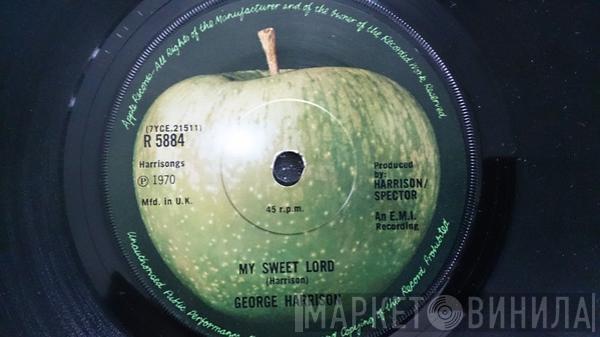 Apple Records - All Rights of the Manufacturer and of the Owner of the Recorded Work Reserved
(7YCE.21511)
R 5884
Harrisongs
Ⓟ 1970
Mfd. in U.K.
45 r.p.m.
Produced
by:
HARRISON/
SPECTOR
An E.M.I.
Recording
MY SWEET LORD
(Harrison)
GEORGE HARRISON
Unauthorised Public Performance, Copying of this Record Prohibited
МАРКЕТ ВИНИЛА